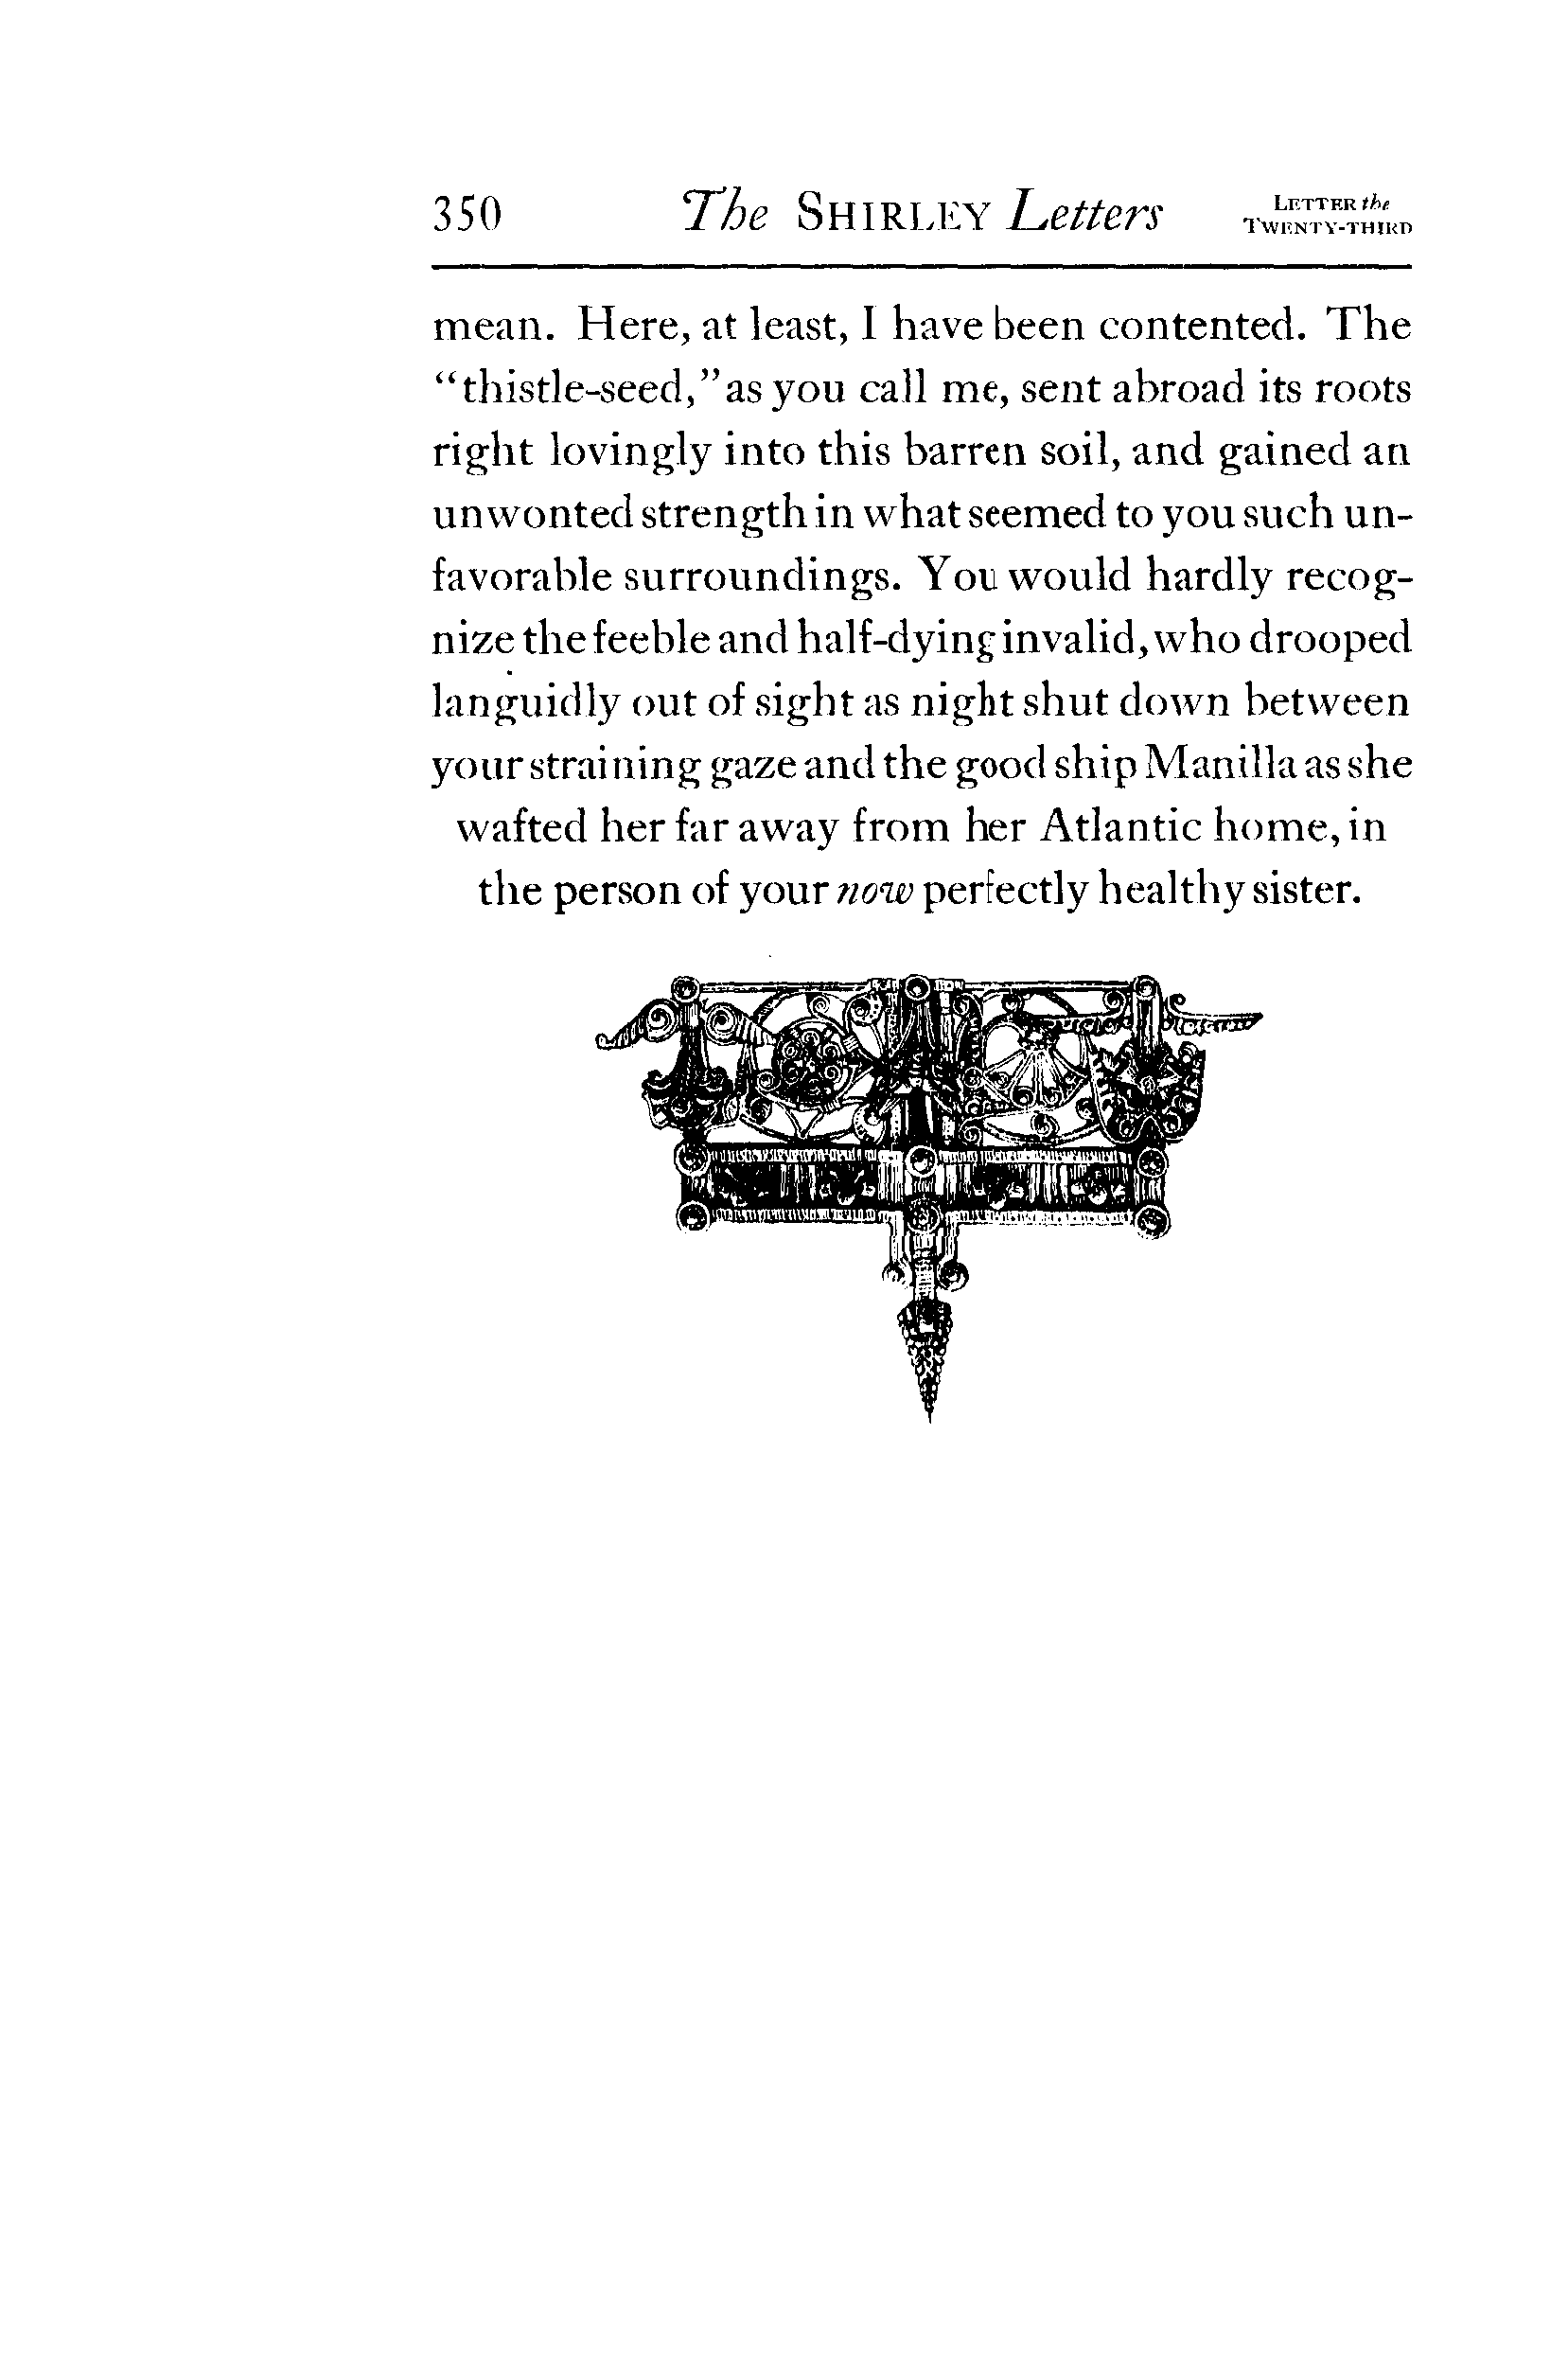 350 The SHIRLEY Letters LETTER the
TWENTY-THIRD
mean. Here, at least, I have been contented. The
“thistle-seed,” as you call me, sent abroad its roots
right lovingly into this barren soil, and gained an
unwonted strength in what seemed to you such un-
favorable surroundings. You would hardly recog-
nize the feeble and half-dying invalid, who drooped
languidly out of sight as night shut down between
your straining gaze and the good ship Manilla as she
wafted her far away from her Atlantic home, in
the person of your now perfectly healthy sister.